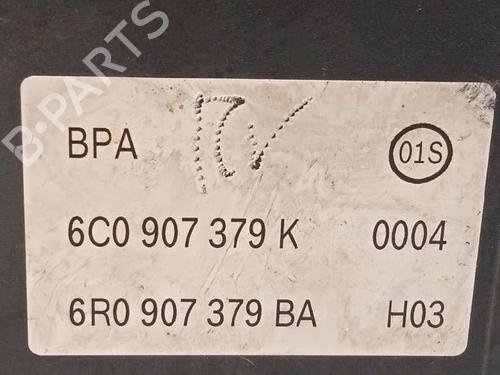 B-PARTS
BPA
01S
6C0 907 379 K 0004
6R0 907 379 BA H03